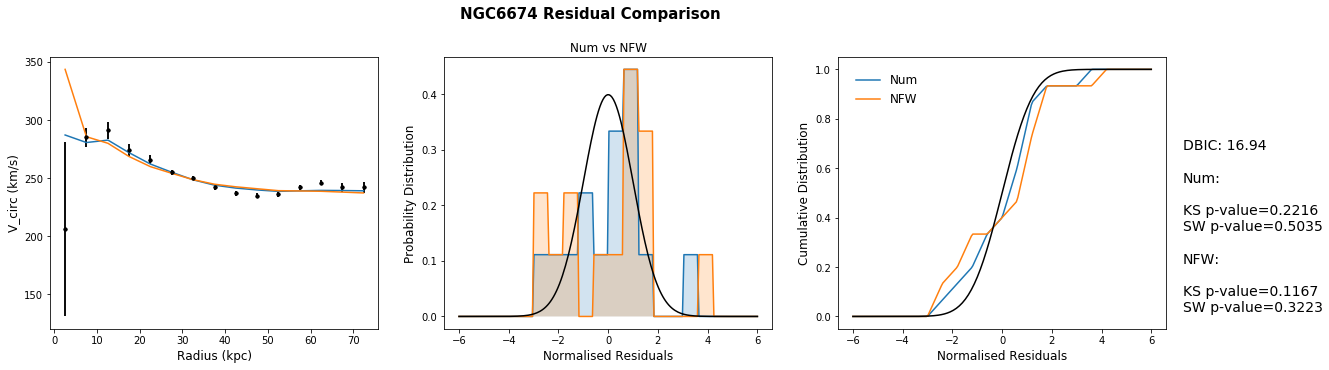 NGC6674 Residual Comparison
V_circ (km/s)
350
300
250
200
150
0 10 20 30 40 50 60 70
Radius (kpc)
Num vs NFW
Probability Distribution
0.4
0.3
0.2
0.1
0.0
−6 −4 −2 0 2 4 6
Normalised Residuals
Cumulative Distribution
1.0
0.8
0.6
0.4
0.2
0.0
−6 −4 −2 0 2 4 6
Normalised Residuals
Num
NFW
DBIC: 16.94
Num:
KS p-value=0.2216
SW p-value=0.5035
NFW:
KS p-value=0.1167
SW p-value=0.3223